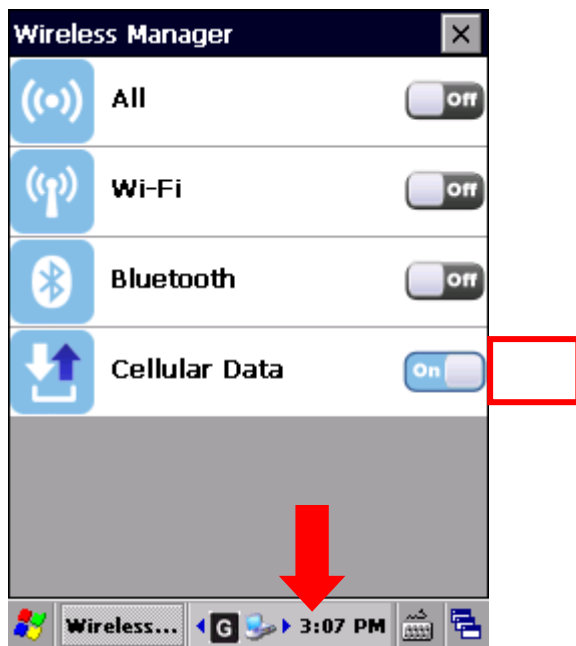 Wireless Manager
All
Off
Wi-Fi
Off
Bluetooth
Off
Cellular Data
On
Wireless...
G
3:07 PM